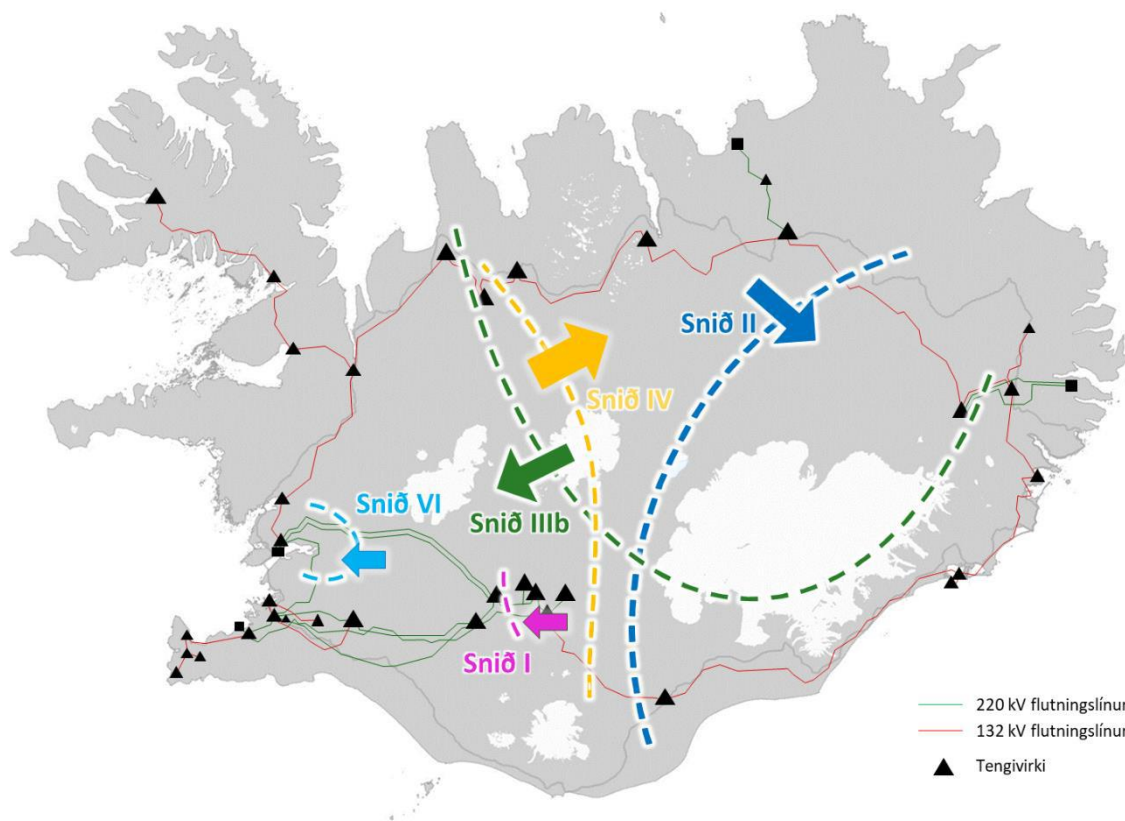 Snið II
Snið IV
Snið VI
Snið IIIb
Snið I
220 kV flutningslínur
132 kV flutningslínur
Tengivirki